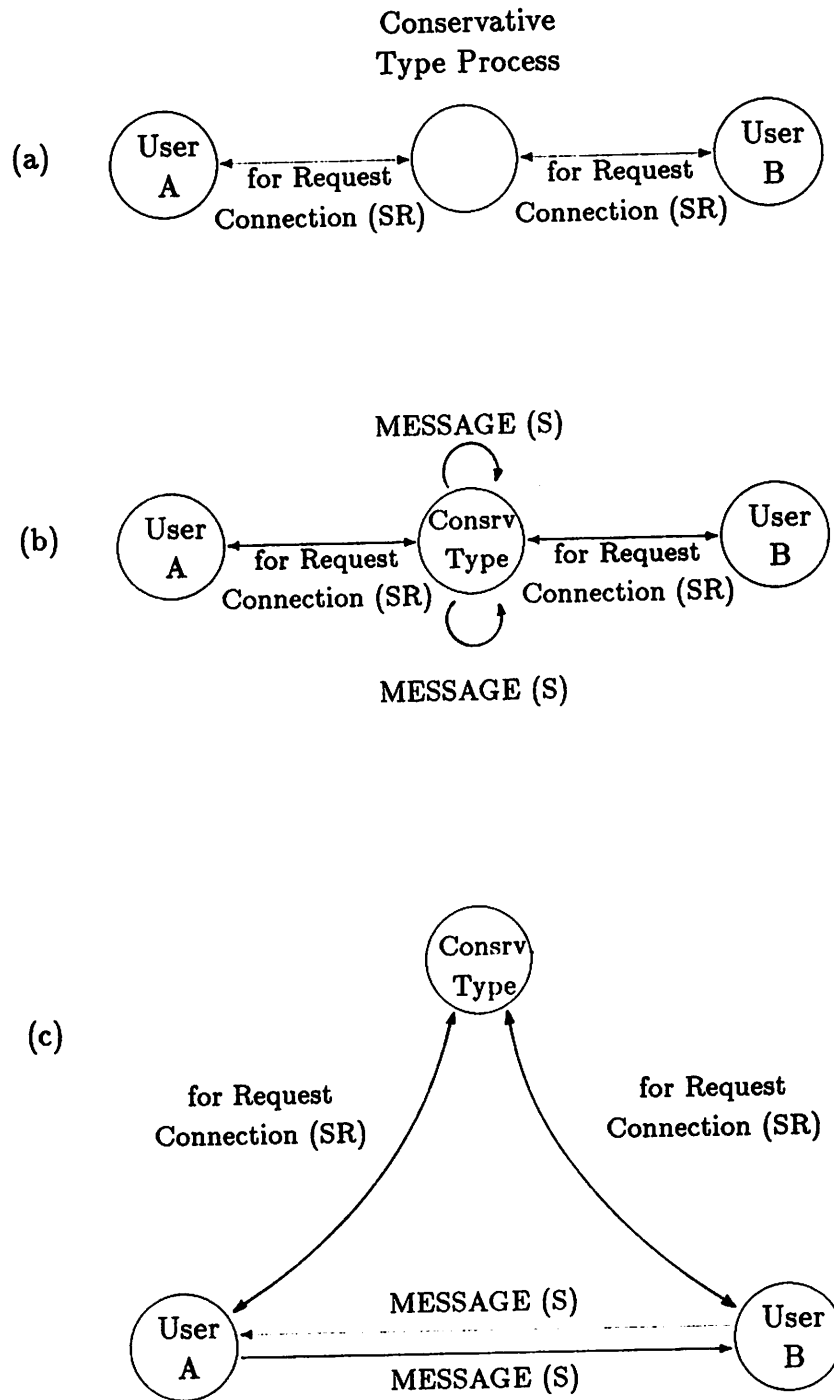 Conservative
Type Process
(a)
User
A
for Request
Connection (SR)
for Request
Connection (SR)
User
B
MESSAGE (S)
(b)
User
A
for Request
Connection (SR)
Consrv.
Type
for Request
Connection (SR)
User
B
MESSAGE (S)
Consrv.
Type
(c)
for Request
Connection (SR)
for Request
Connection (SR)
MESSAGE (S)
User
A
User
B
MESSAGE (S)